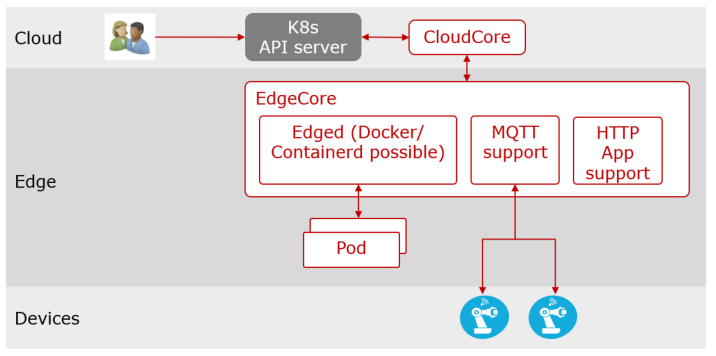 Cloud
K8s
API server
CloudCore
EdgeCore
Edged (Docker/
Containerd possible)
MQTT
support
HTTP
App
support
Edge
Pod
Devices